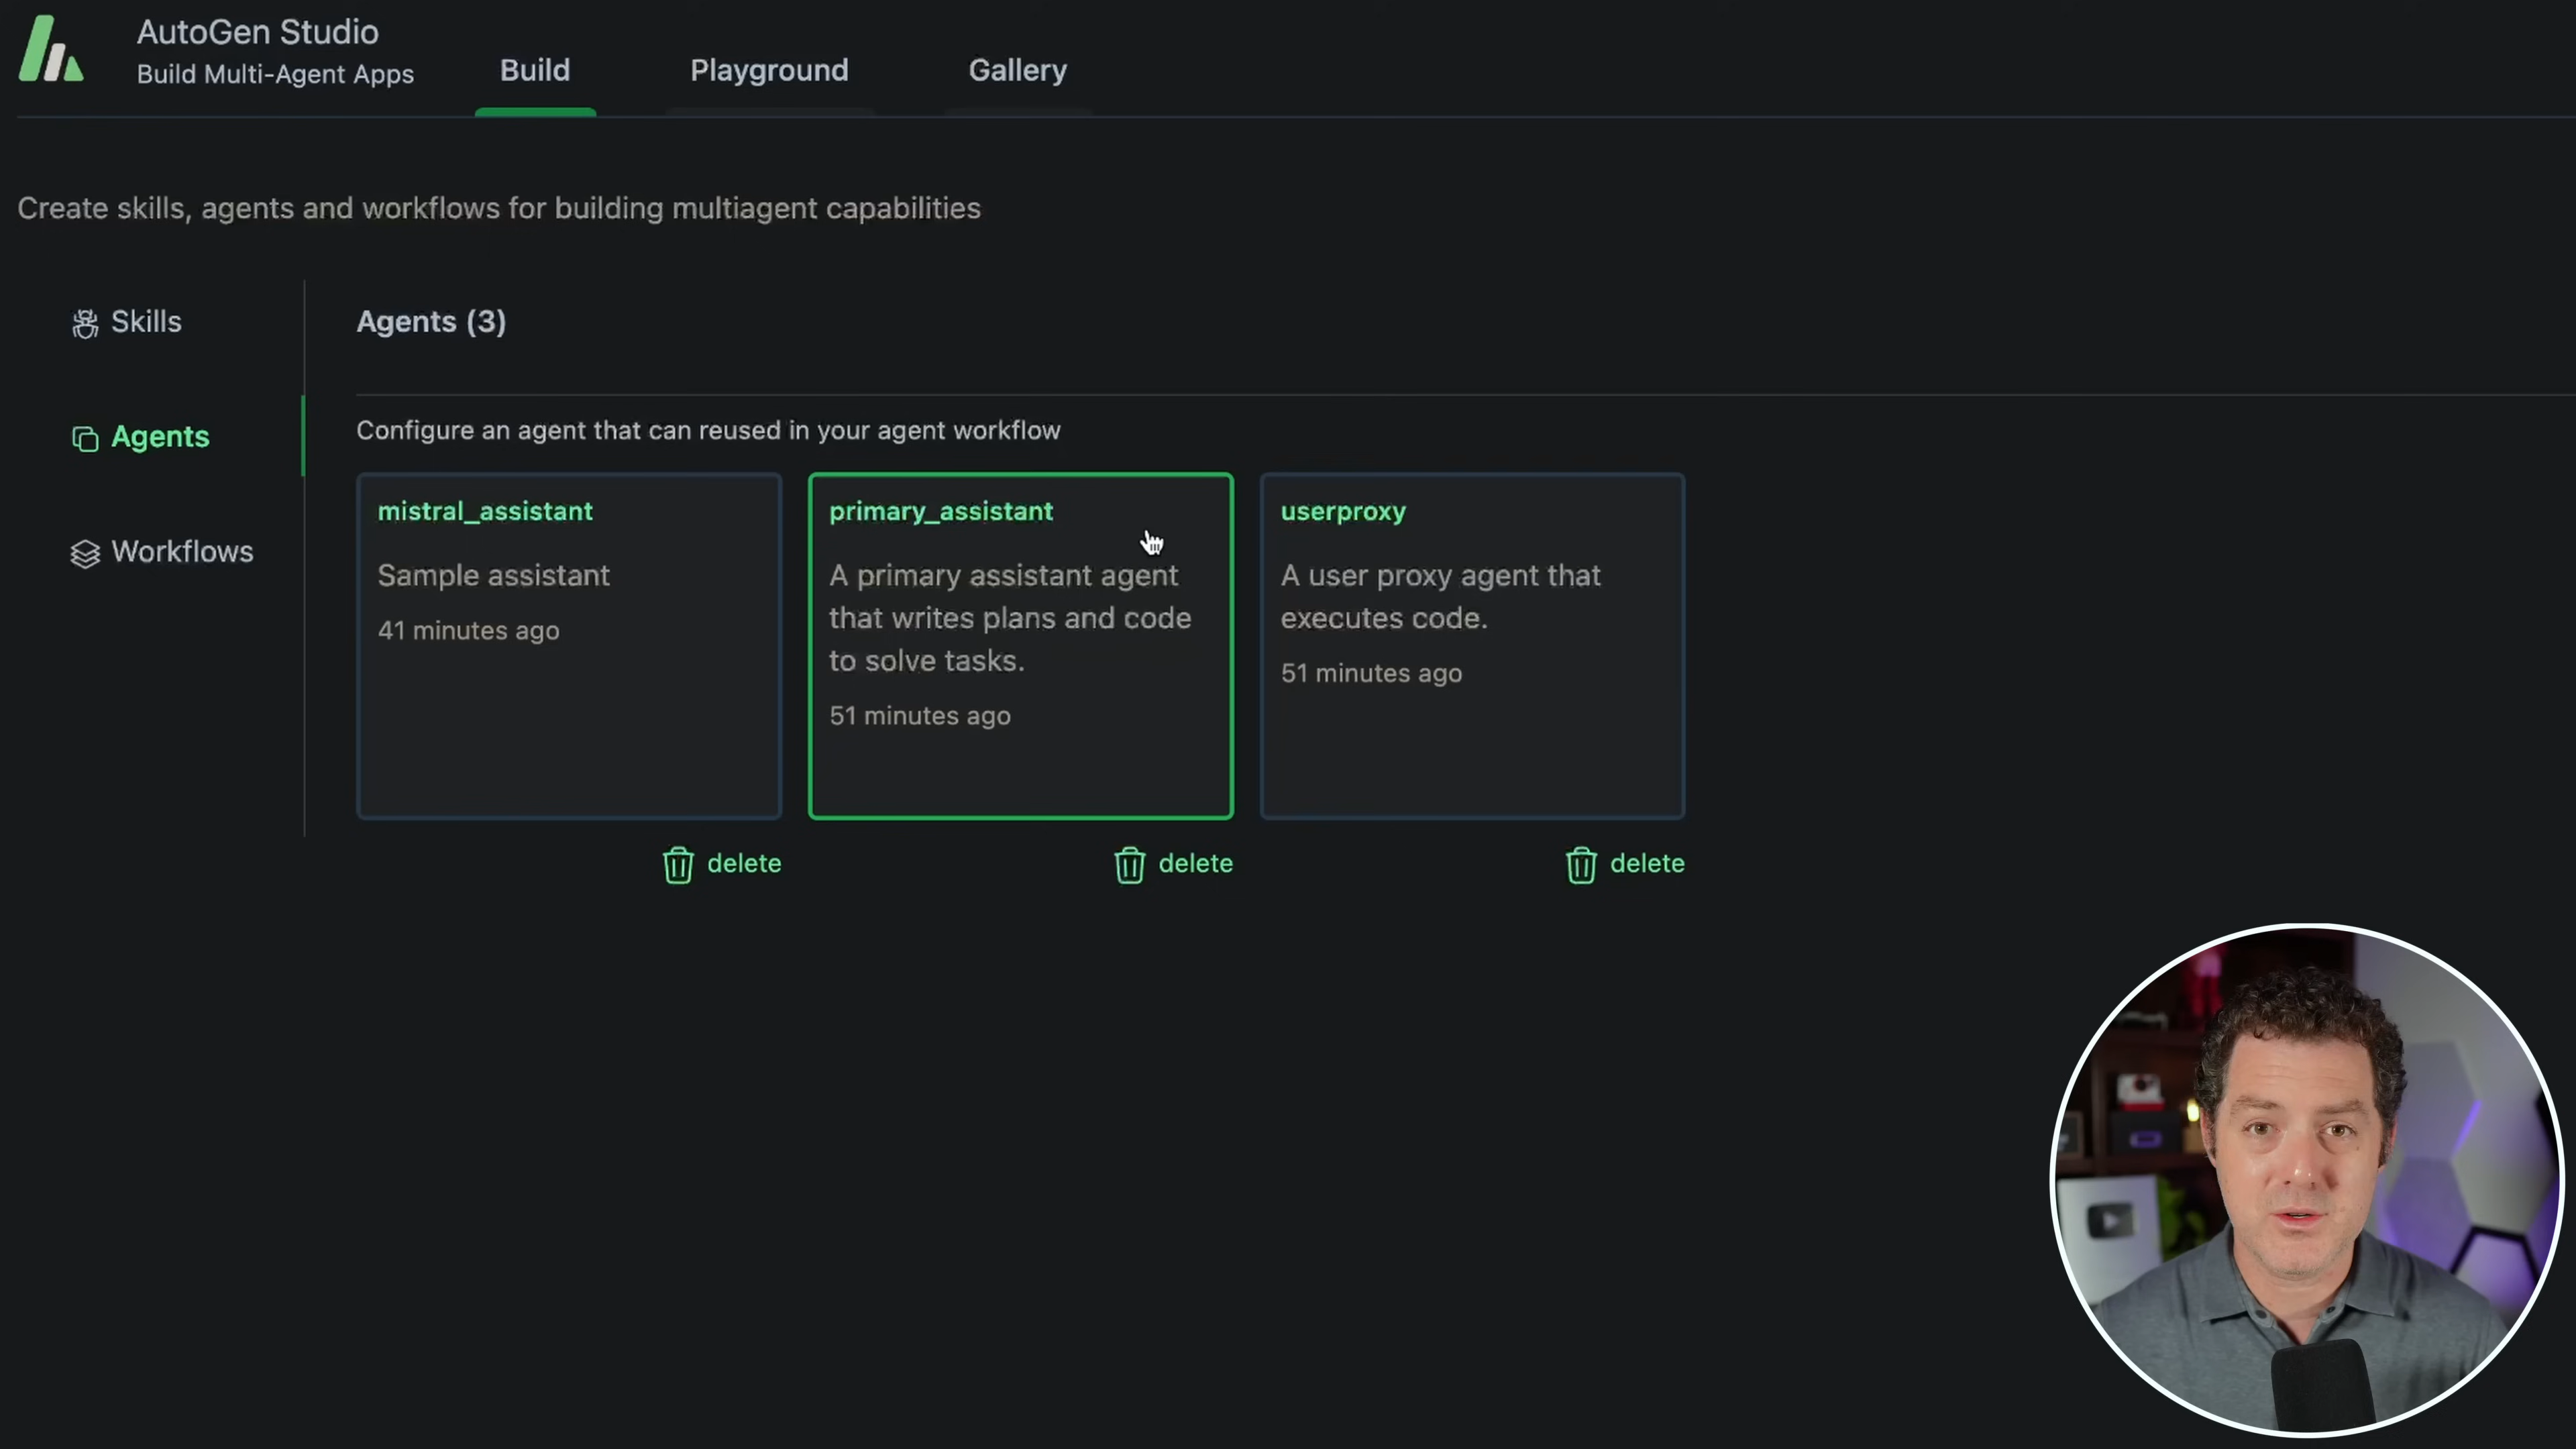 AutoGen Studio
Build Multi-Agent Apps
Build
Playground
Gallery
Create skills, agents and workflows for building multiagent capabilities
Skills
Agents
Workflows
Agents (3)
Configure an agent that can reused in your agent workflow
mistral_assistant
Sample assistant
41 minutes ago
delete
primary_assistant
A primary assistant agent
that writes plans and code
to solve tasks.
51 minutes ago
delete
userproxy
A user proxy agent that
executes code.
51 minutes ago
delete